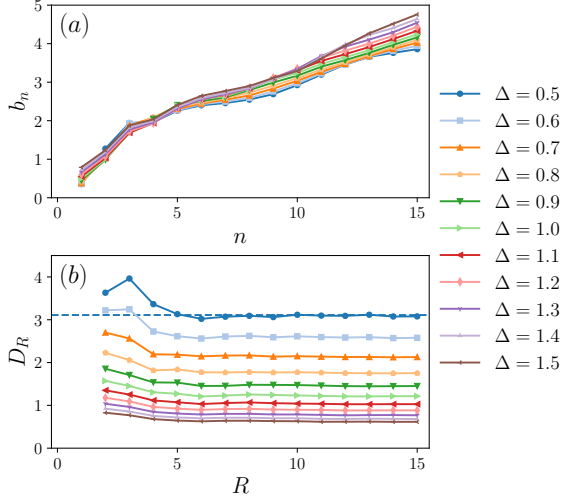 (a)
5
4
3
2
1
0
b_n
0
5
10
15
n
(b)
4
3
2
1
0
D_R
0
5
10
15
R
Δ = 0.5
Δ = 0.6
Δ = 0.7
Δ = 0.8
Δ = 0.9
Δ = 1.0
Δ = 1.1
Δ = 1.2
Δ = 1.3
Δ = 1.4
Δ = 1.5